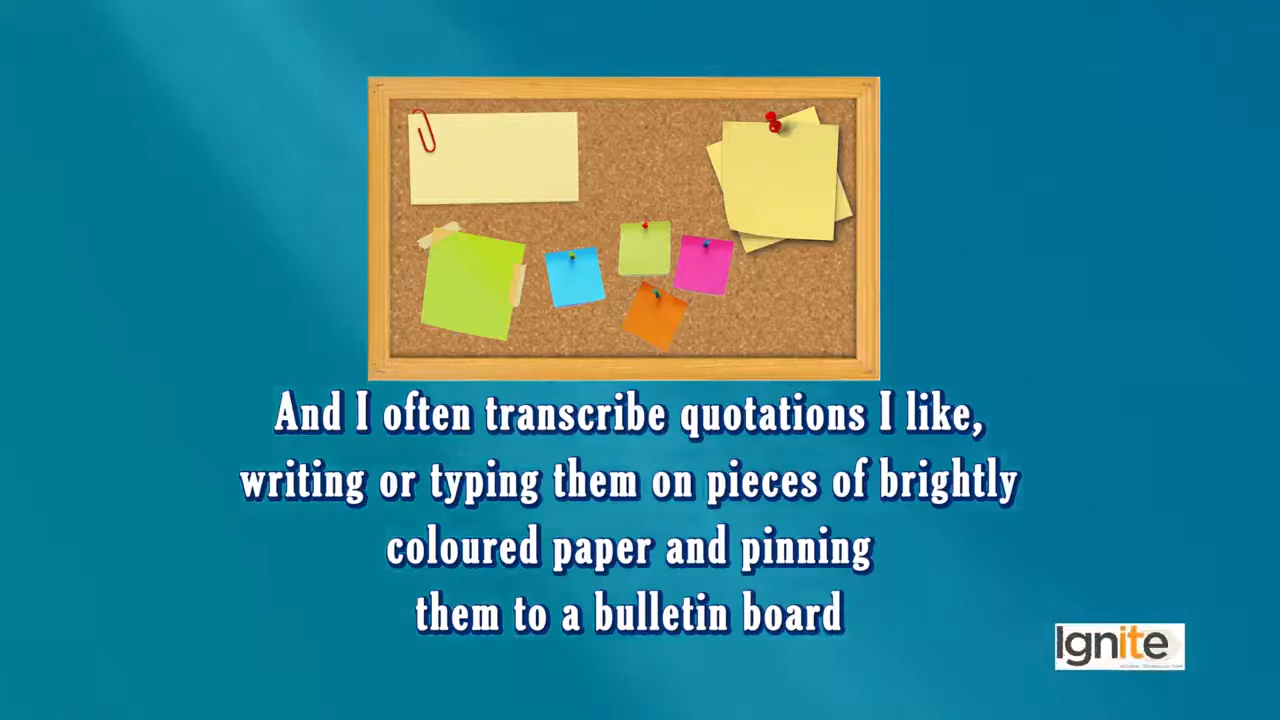 And I often transcribe quotations I like,
writing or typing them on pieces of brightly
coloured paper and pinning
them to a bulletin board
Ignite